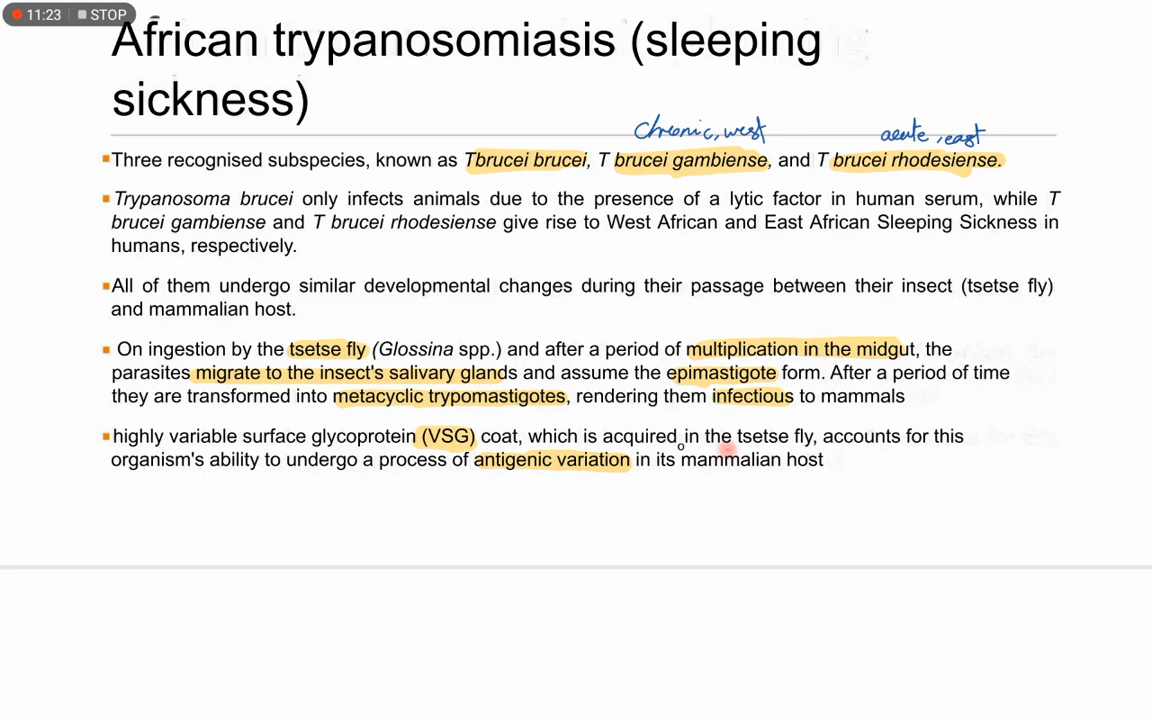 11:23 STOP
African trypanosomiasis (sleeping
sickness)
chronic, west acute, east
Three recognised subspecies, known as Tbrucei brucei, T brucei gambiense, and T brucei rhodesiense.
Trypanosoma brucei only infects animals due to the presence of a lytic factor in human serum, while T
brucei gambiense and T brucei rhodesiense give rise to West African and East African Sleeping Sickness in
humans, respectively.
All of them undergo similar developmental changes during their passage between their insect (tsetse fly)
and mammalian host.
On ingestion by the tsetse fly (Glossina spp.) and after a period of multiplication in the midgut, the
parasites migrate to the insect's salivary glands and assume the epimastigote form. After a period of time
they are transformed into metacyclic trypomastigotes, rendering them infectious to mammals
highly variable surface glycoprotein (VSG) coat, which is acquired in the tsetse fly, accounts for this
organism's ability to undergo a process of antigenic variation in its mammalian host